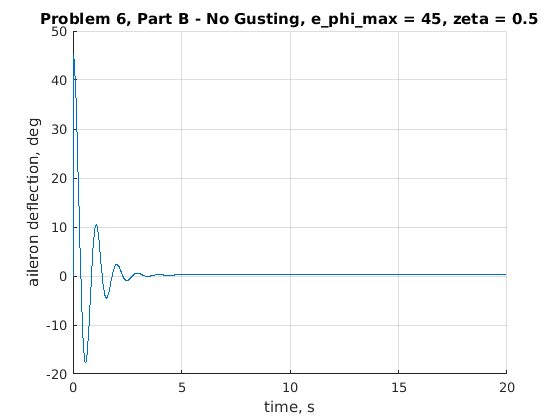 Problem 6, Part B - No Gusting, e_phi_max = 45, zeta = 0.5
50
40
30
20
10
0
-10
-20
aileron deflection, deg
0 5 10 15 20
time, s